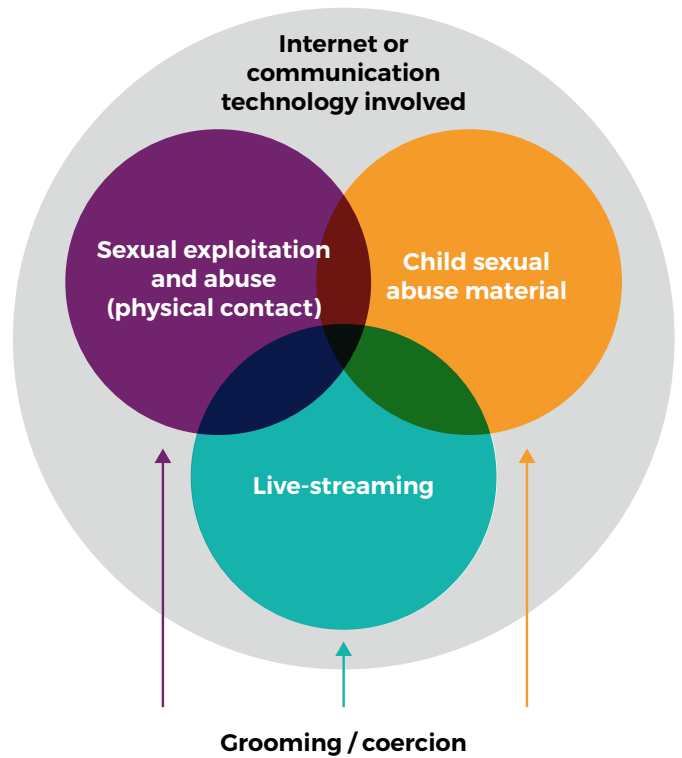 Internet or
communication
technology involved
Sexual exploitation
and abuse
(physical contact)
Child sexual
abuse material
Live-streaming
Grooming / coercion